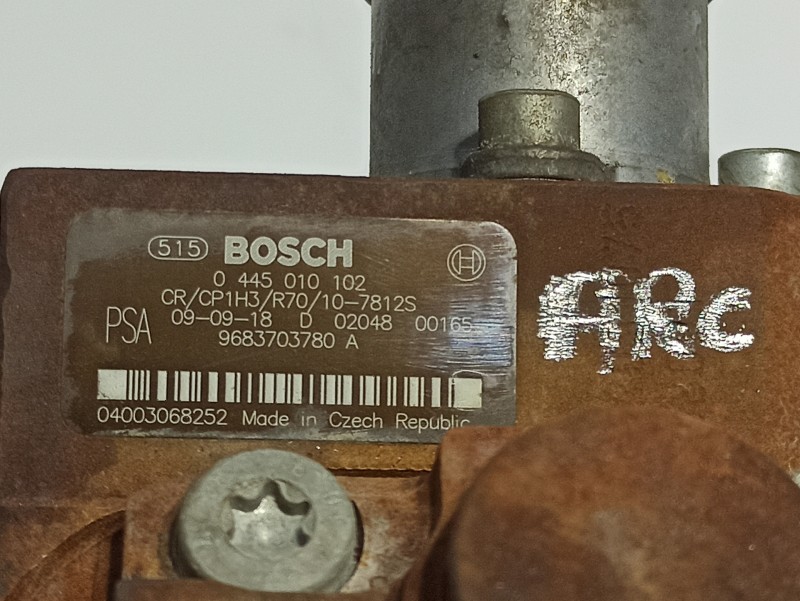 515 BOSCH
0 445 010 102
CR/CP1H3/R70/10-7812S
PSA 09-09-18 D 02048 00165
9683703780 A
04003068252 Made in Czech Republic
ARC